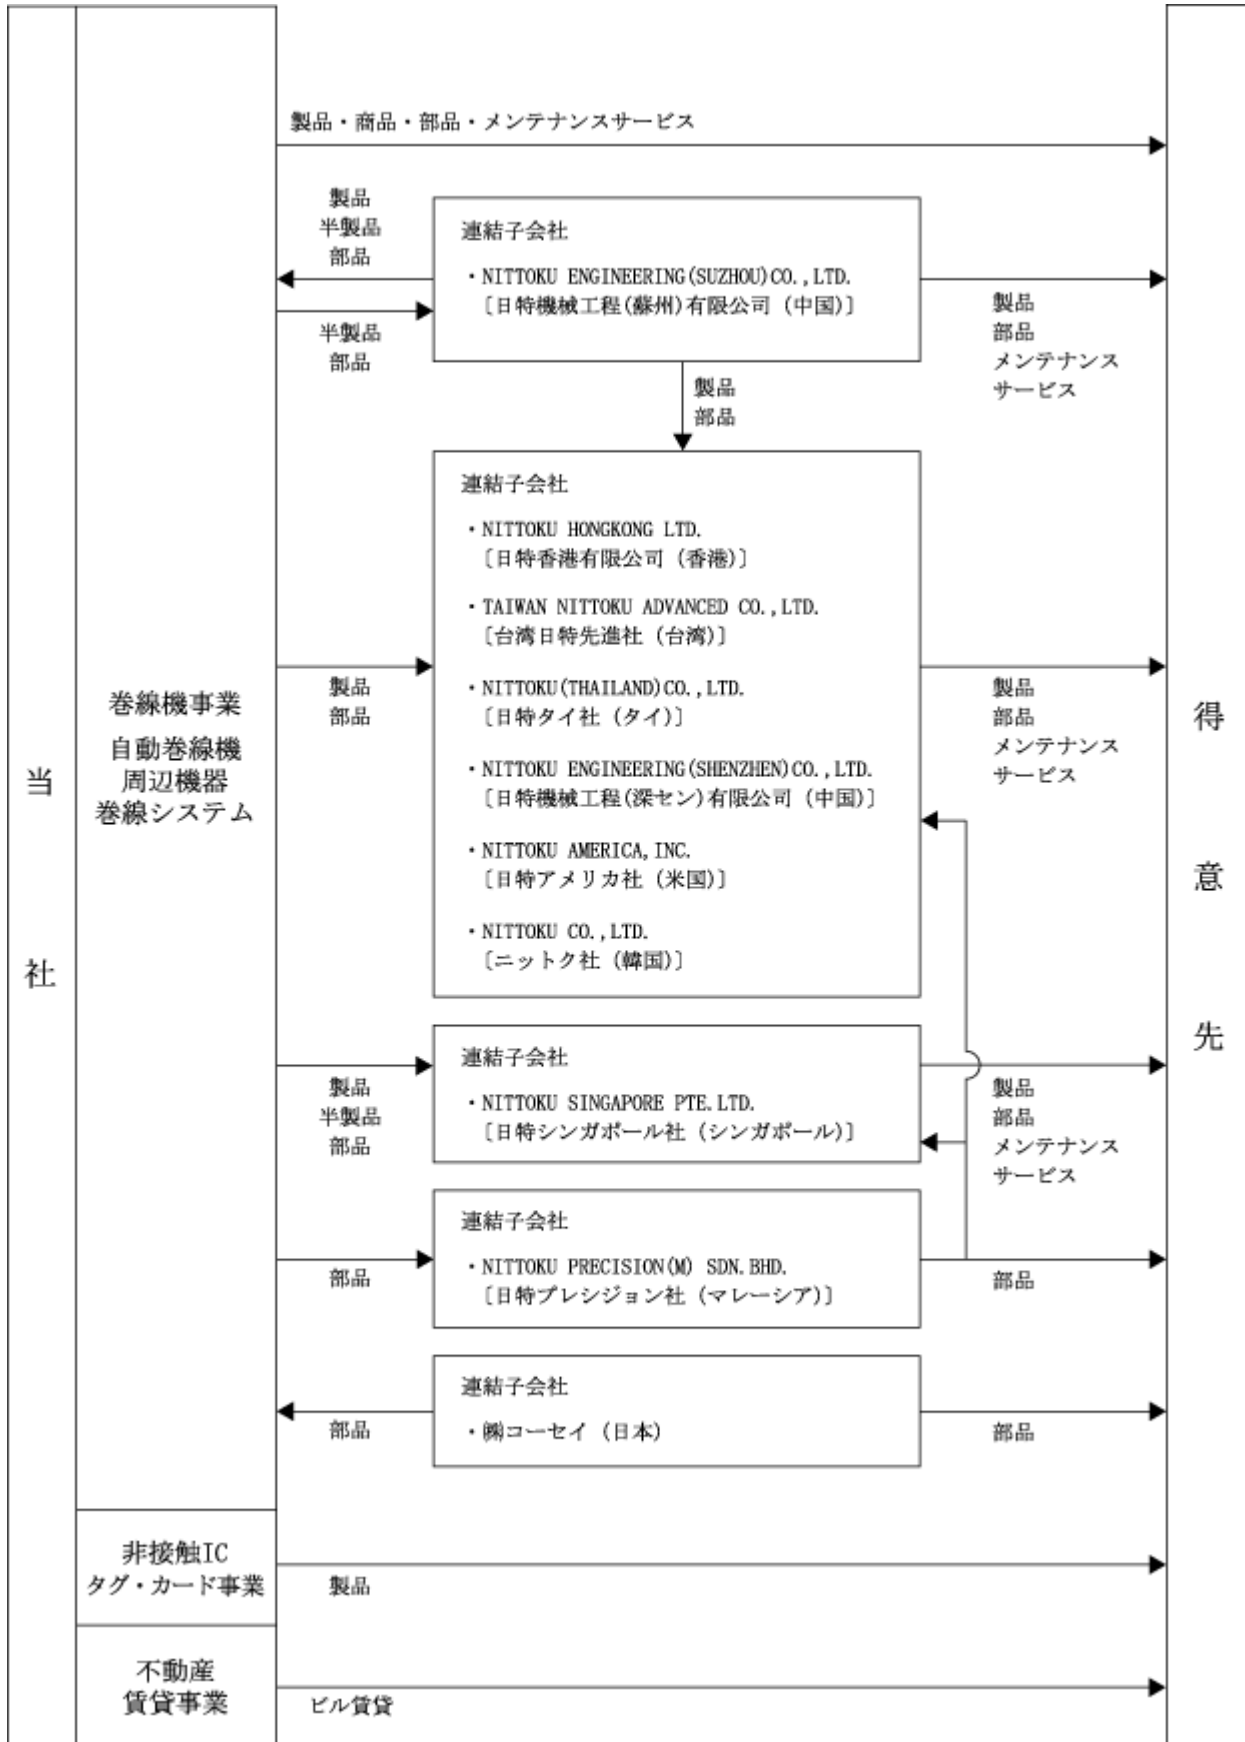 製品・商品・部品・メンテナンスサービス
製品
半製品
部品
半製品
部品
連結子会社
・NITTOKU ENGINEERING(SUZHOU)CO.,LTD.
〔日特機械工程(蘇州)有限公司(中国)〕
製品
部品
メンテナンス
サービス
製品
部品
連結子会社
・NITTOKU HONGKONG LTD.
〔日特香港有限公司(香港)〕
・TAIWAN NITTOKU ADVANCED CO.,LTD.
〔台湾日特先進社(台湾)〕
・NITTOKU(THAILAND)CO.,LTD.
〔日特タイ社(タイ)〕
・NITTOKU ENGINEERING(SHENZHEN)CO.,LTD.
〔日特機械工程(深セン)有限公司(中国)〕
・NITTOKU AMERICA,INC.
〔日特アメリカ社(米国)〕
・NITTOKU CO.,LTD.
〔ニットク社(韓国)〕
製品
部品
製品
部品
メンテナンス
サービス
当社
巻線機事業
自動巻線機
周辺機器
巻線システム
得意先
連結子会社
・NITTOKU SINGAPORE PTE.LTD.
〔日特シンガポール社(シンガポール)〕
製品
半製品
部品
製品
部品
メンテナンス
サービス
連結子会社
・NITTOKU PRECISION(M) SDN.BHD.
〔日特プレシジョン社(マレーシア)〕
部品
部品
連結子会社
・㈱コーセイ(日本)
部品
部品
非接触IC
タグ・カード事業
製品
不動産
賃貸事業
ビル賃貸